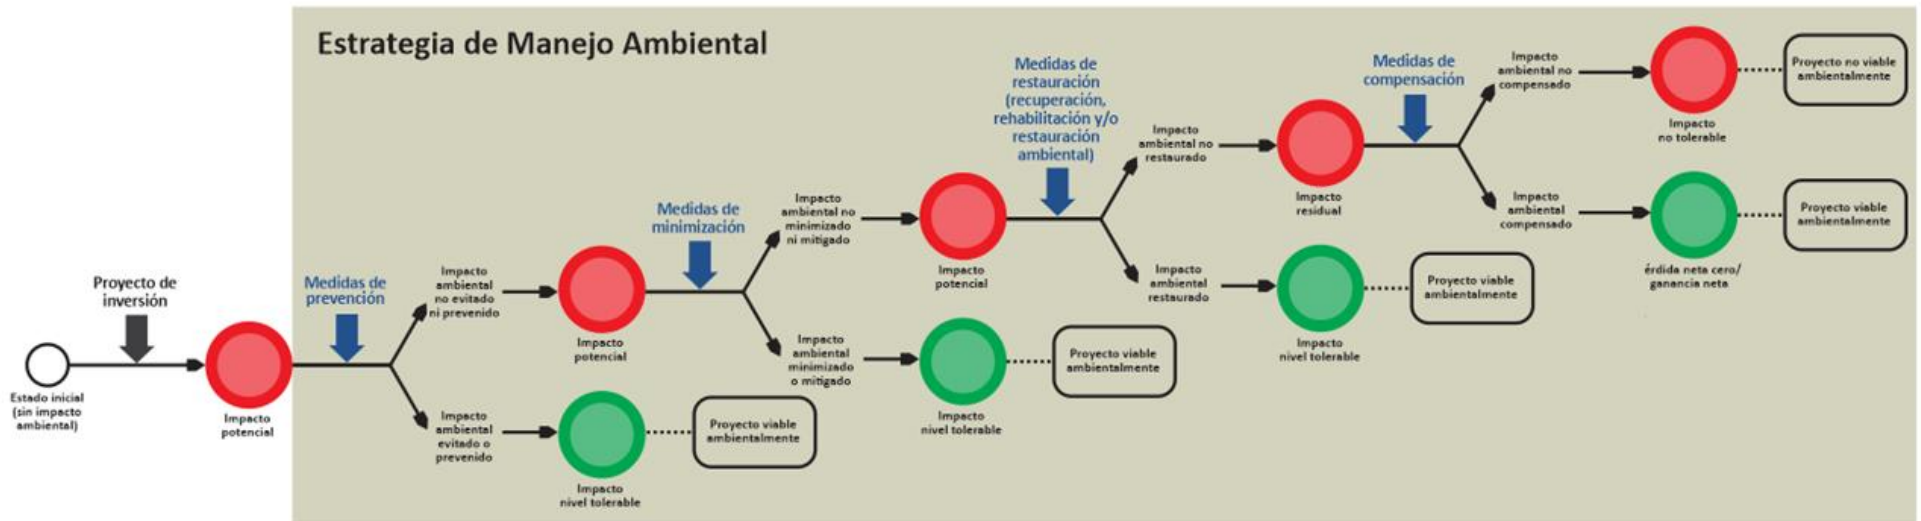 Estrategia de Manejo Ambiental
Proyecto de
inversión
Estado inicial
(sin impacto
ambiental)
Impacto
potencial
Medidas de
prevención
Impacto
ambiental
no evitado
ni prevenido
Impacto
ambiental
evitado o
prevenido
Impacto
potencial
Impacto
nivel tolerable
Proyecto viable
ambientalmente
Medidas de
minimización
Impacto
ambiental no
minimizado
ni mitigado
Impacto
ambiental
minimizado
o mitigado
Impacto
potencial
Impacto
nivel tolerable
Proyecto viable
ambientalmente
Medidas de
restauración
(recuperación,
rehabilitación y/o
restauración
ambiental)
Impacto
ambiental no
restaurado
Impacto
ambiental
restaurado
Impacto
residual
Impacto
nivel tolerable
Proyecto viable
ambientalmente
Medidas de
compensación
Impacto
ambiental no
compensado
Impacto
ambiental
compensado
Impacto
no tolerable
Proyecto no viable
ambientalmente
érdida neta cero/
ganancia neta
Proyecto viable
ambientalmente